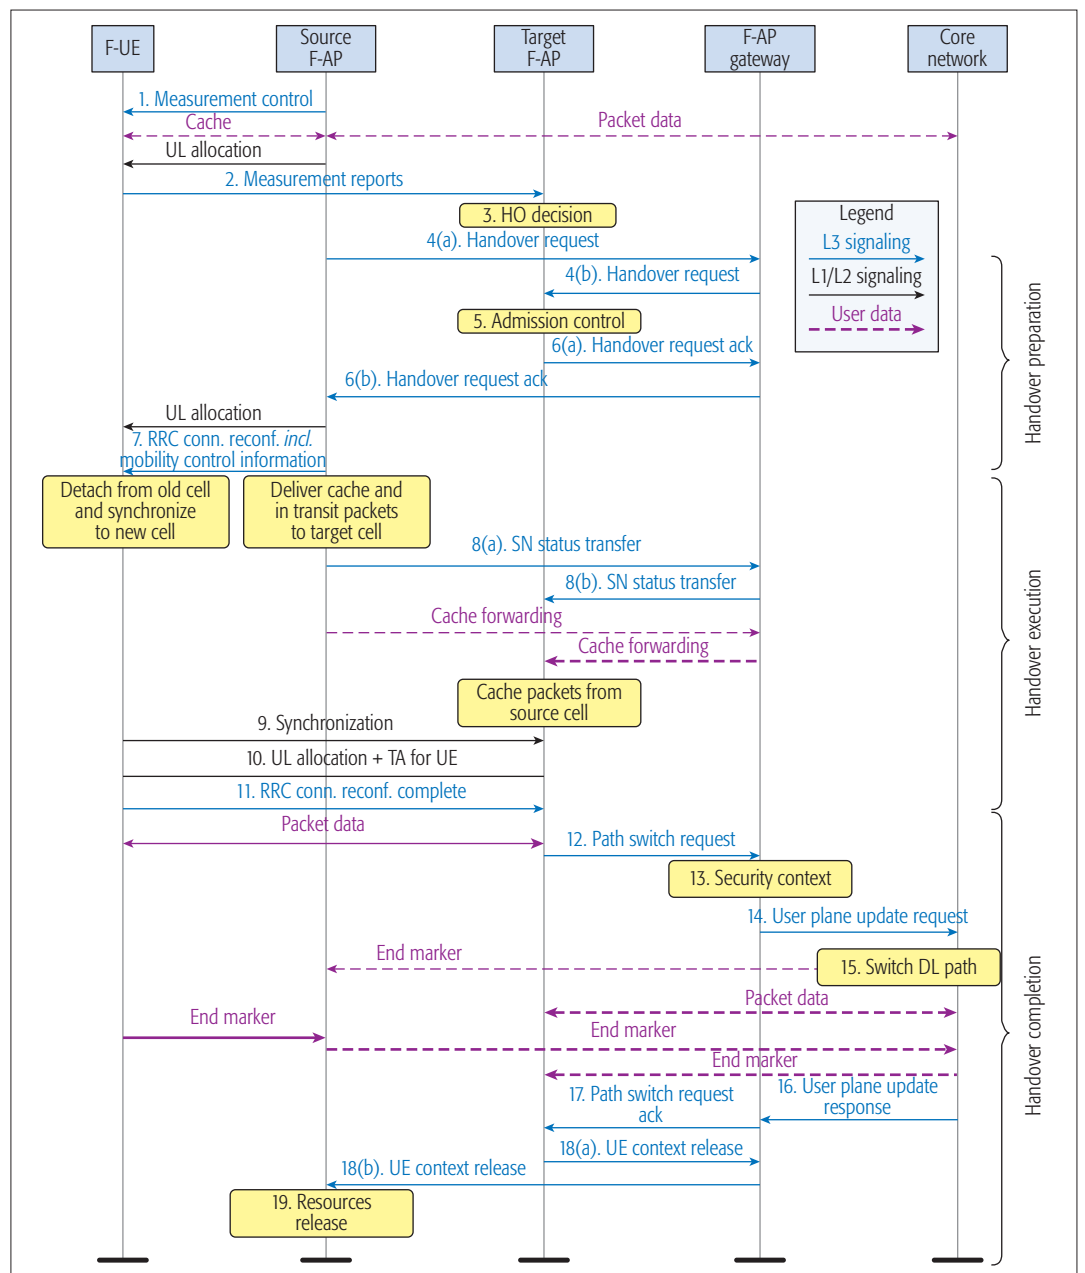 F-UE
Source
F-AP
Target
F-AP
F-AP
gateway
Core
network
1. Measurement control
Cache
Packet data
UL allocation
2. Measurement reports
3. HO decision
Legend
L3 signaling
L1/L2 signaling
User data
4(a). Handover request
4(b). Handover request
5. Admission control
6(a). Handover request ack
6(b). Handover request ack
UL allocation
7. RRC conn. reconf. incl.
mobility control information
Handover preparation
Detach from old cell
and synchronize
to new cell
Deliver cache and
in transit packets
to target cell
8(a). SN status transfer
8(b). SN status transfer
Cache forwarding
Cache forwarding
Cache packets from
source cell
9. Synchronization
10. UL allocation + TA for UE
11. RRC conn. reconf. complete
Handover execution
Packet data
12. Path switch request
13. Security context
14. User plane update request
End marker
15. Switch DL path
Packet data
End marker
End marker
End marker
16. User plane update
response
17. Path switch request
ack
18(a). UE context release
18(b). UE context release
19. Resources
release
Handover completion